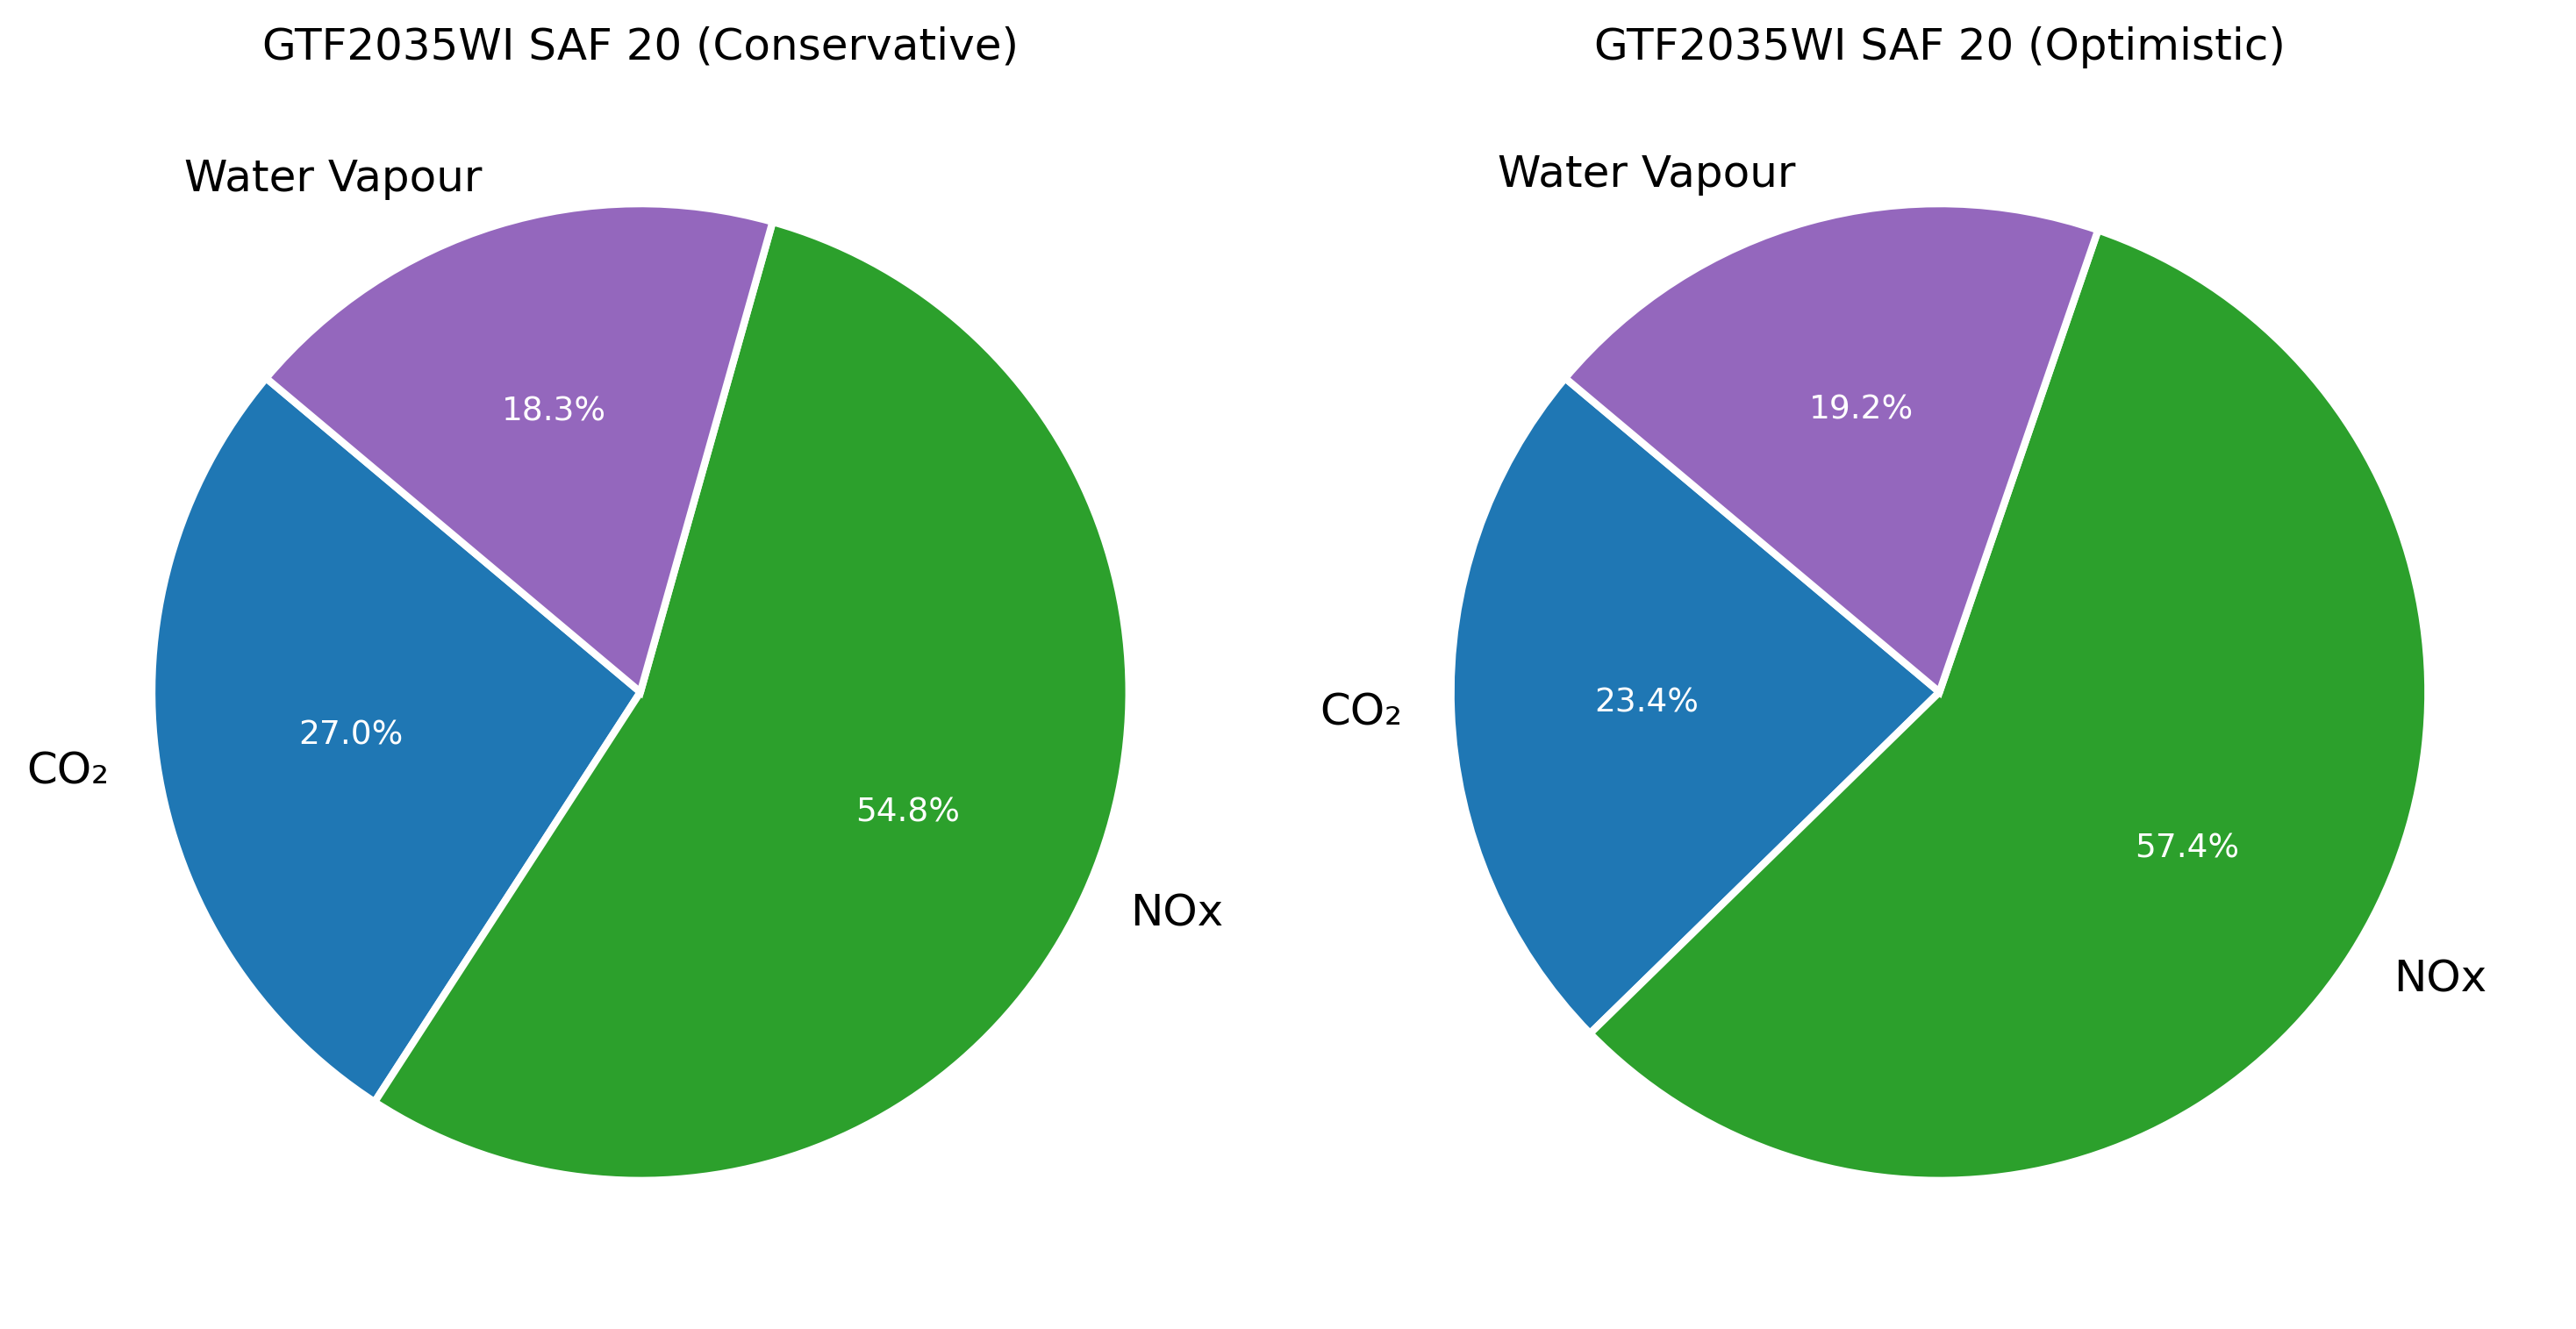 GTF2035WI SAF 20 (Conservative)
Water Vapour
18.3%
27.0%
CO₂
54.8%
NOx
GTF2035WI SAF 20 (Optimistic)
Water Vapour
19.2%
23.4%
CO₂
57.4%
NOx